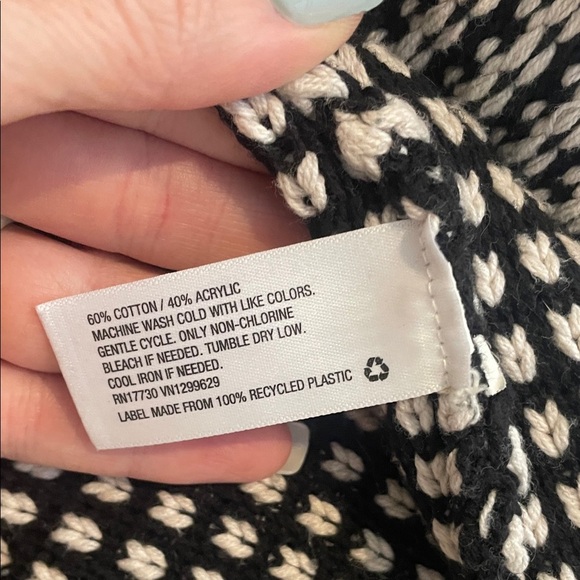 60% COTTON / 40% ACRYLIC
MACHINE WASH COLD WITH LIKE COLORS.
GENTLE CYCLE. ONLY NON-CHLORINE
BLEACH IF NEEDED. TUMBLE DRY LOW.
COOL IRON IF NEEDED.
RN17730 VN1299629
LABEL MADE FROM 100% RECYCLED PLASTIC